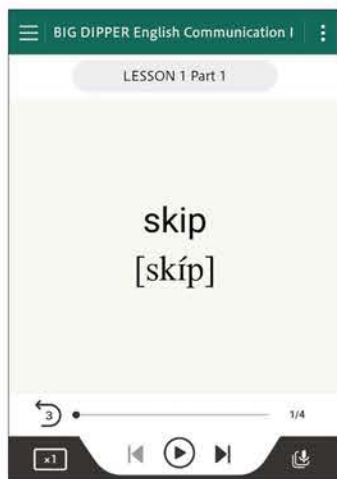 BIG DIPPER English Communication I
LESSON 1 Part 1
skip
[skíp]
3
1/4
×1